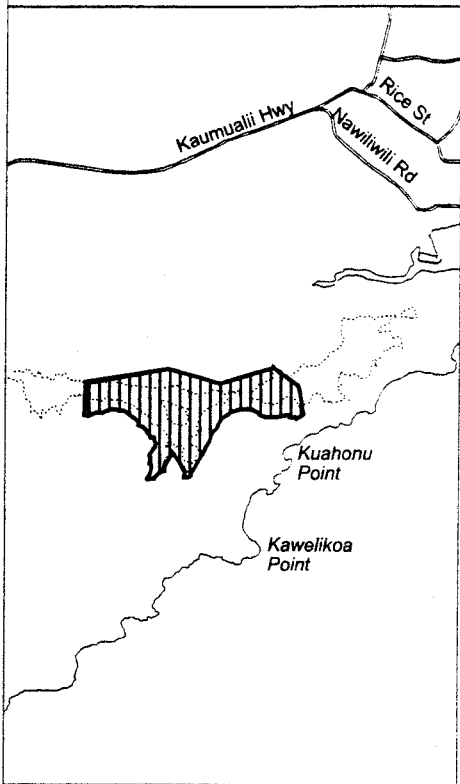 Rice St
Kaumualii Hwy
Nawiliwili Rd
Kuahonu
Point
Kawelikoa
Point